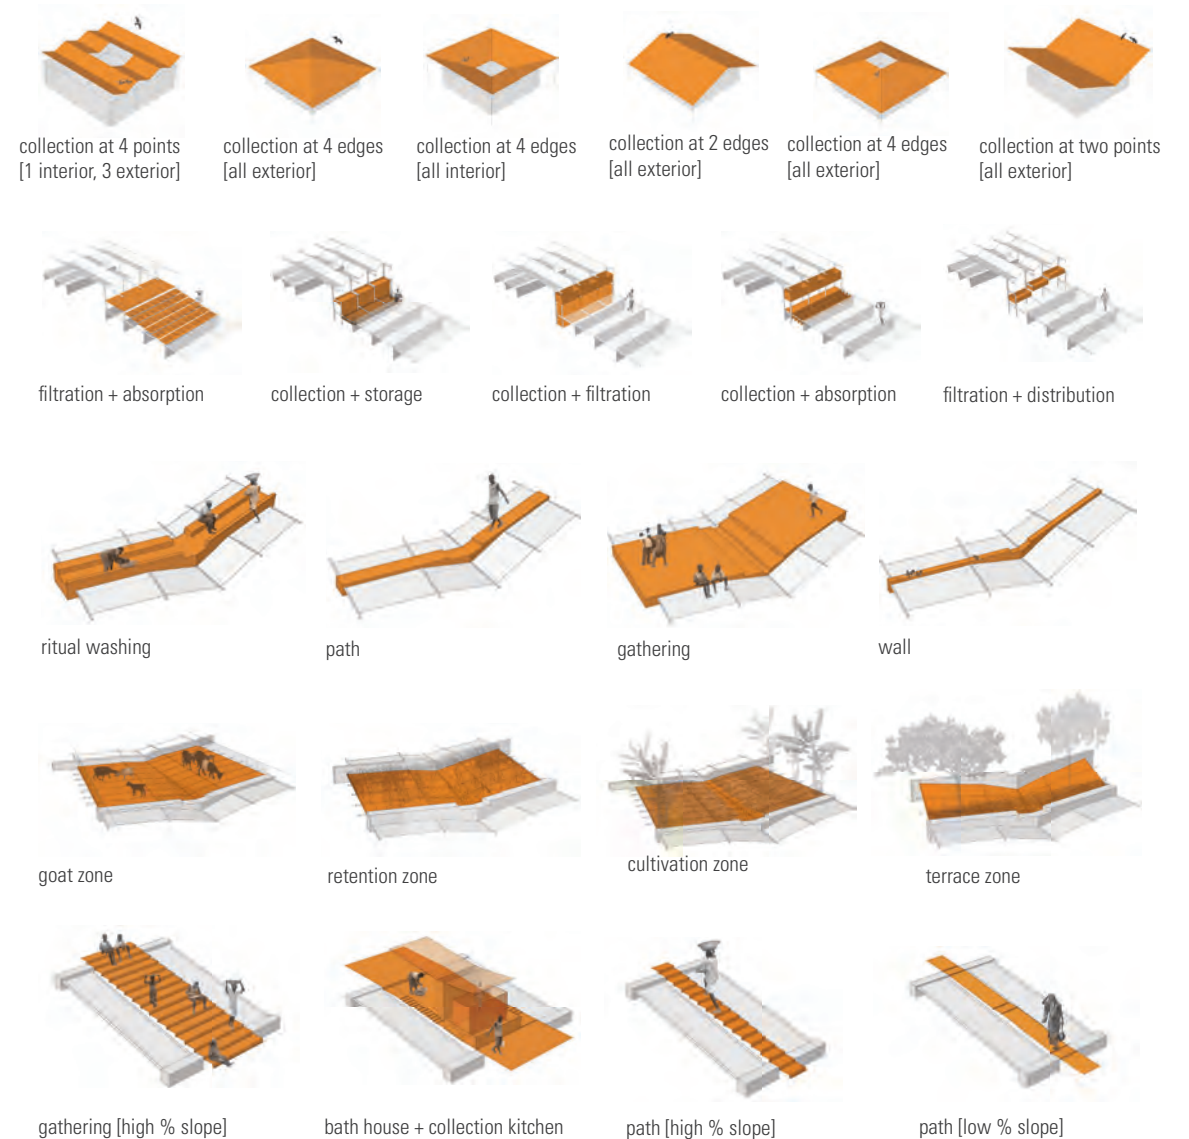 collection at 4 points
[1 interior, 3 exterior]
collection at 4 edges
[all exterior]
collection at 4 edges
[all interior]
collection at 2 edges
[all exterior]
collection at 4 edges
[all exterior]
collection at two points
[all exterior]
filtration + absorption
collection + storage
collection + filtration
collection + absorption
filtration + distribution
ritual washing
path
gathering
wall
goat zone
retention zone
cultivation zone
terrace zone
gathering [high % slope]
bath house + collection kitchen
path [high % slope]
path [low % slope]